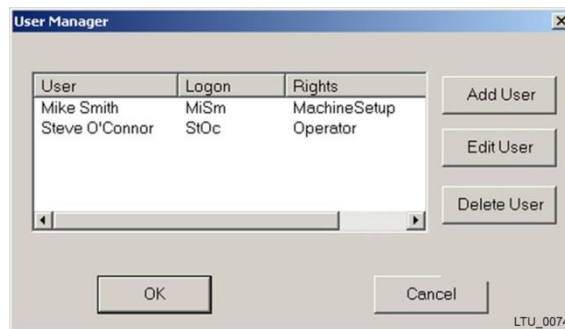 User Manager
User Logon Rights
Mike Smith MiSm MachineSetup
Steve O'Connor StOc Operator
Add User
Edit User
Delete User
OK Cancel
LTU_0074